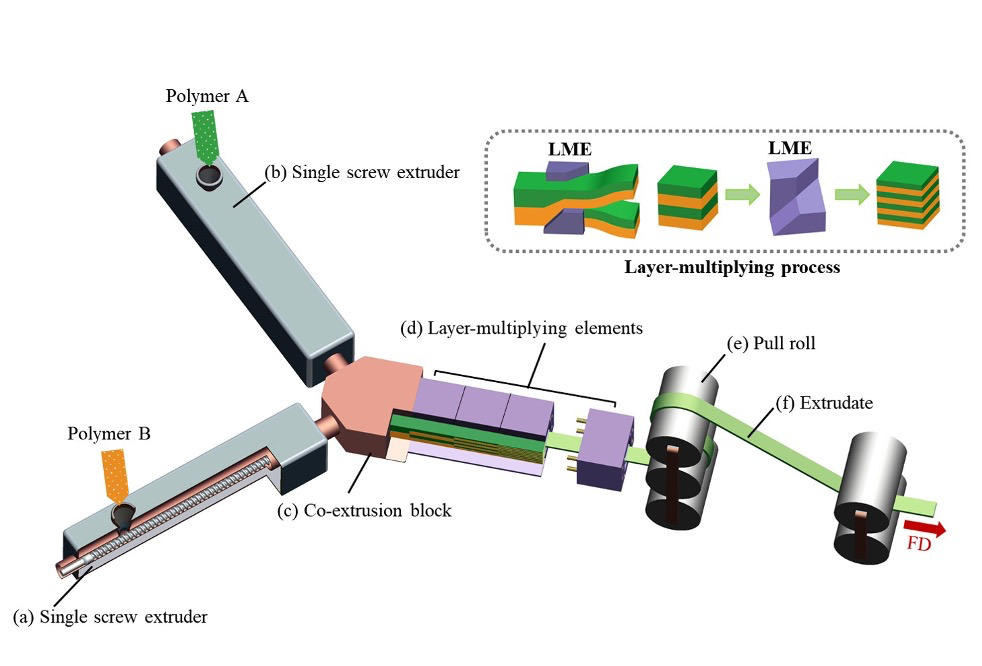 Polymer A
(b) Single screw extruder
LME
LME
Layer-multiplying process
(d) Layer-multiplying elements
(e) Pull roll
(f) Extrudate
Polymer B
(c) Co-extrusion block
FD
(a) Single screw extruder